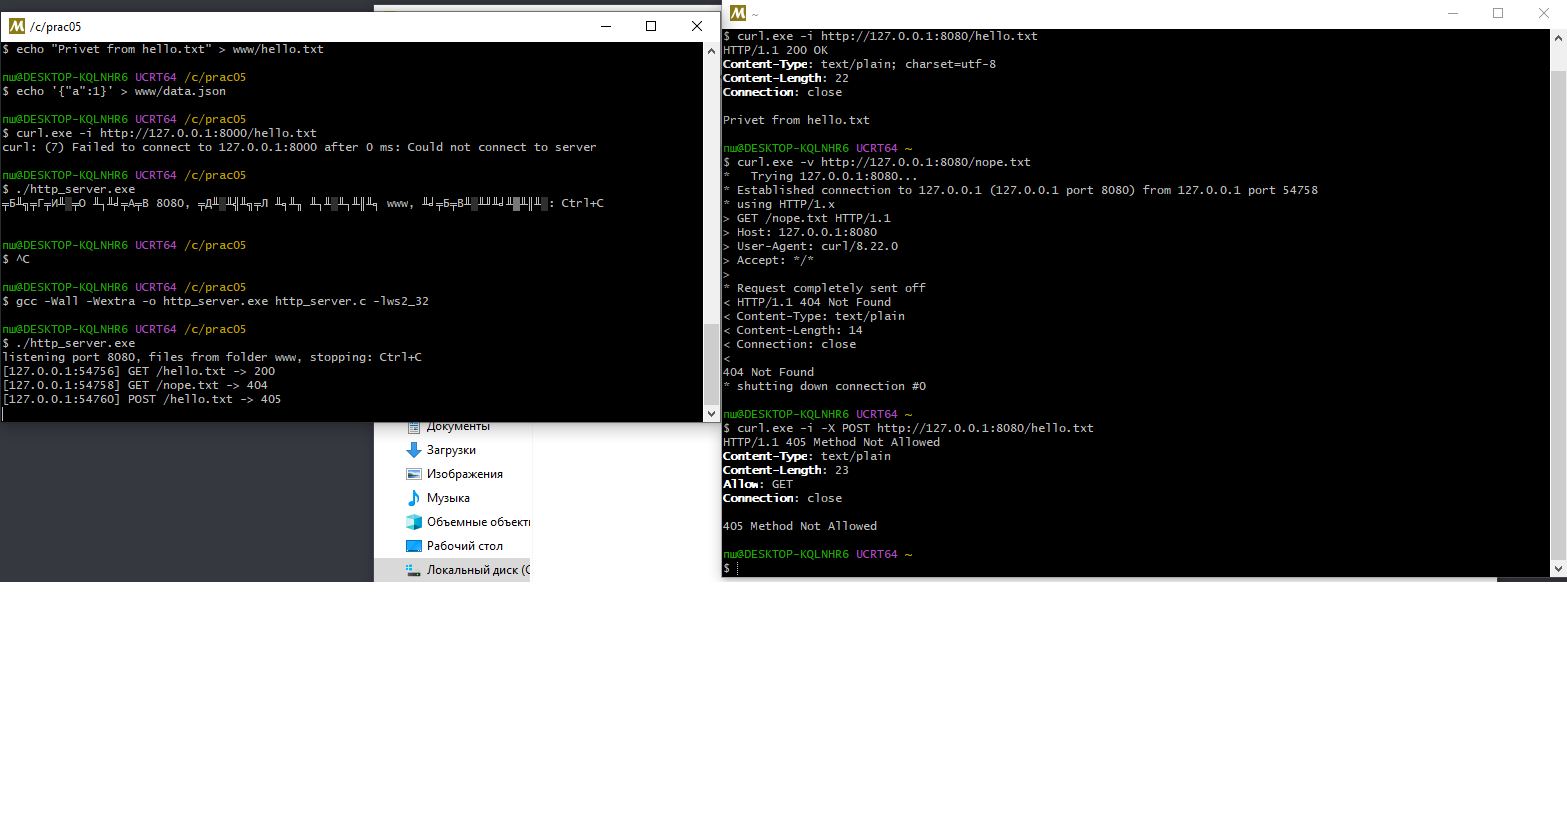 /c/prac05
$ echo "Privet from hello.txt" > www/hello.txt
пш@DESKTOP-KQLNHR6 UCRT64 /c/prac05
$ echo '{"a":1}' > www/data.json
пш@DESKTOP-KQLNHR6 UCRT64 /c/prac05
$ curl.exe -i http://127.0.0.1:8000/hello.txt
curl: (7) Failed to connect to 127.0.0.1:8000 after 0 ms: Could not connect to server
пш@DESKTOP-KQLNHR6 UCRT64 /c/prac05
$ ./http_server.exe
8080, www, : Ctrl+C
пш@DESKTOP-KQLNHR6 UCRT64 /c/prac05
$ ^C
пш@DESKTOP-KQLNHR6 UCRT64 /c/prac05
$ gcc -Wall -Wextra -o http_server.exe http_server.c -lws2_32
пш@DESKTOP-KQLNHR6 UCRT64 /c/prac05
$ ./http_server.exe
listening port 8080, files from folder www, stopping: Ctrl+C
[127.0.0.1:54756] GET /hello.txt -> 200
[127.0.0.1:54758] GET /nope.txt -> 404
[127.0.0.1:54760] POST /hello.txt -> 405
Документы
Загрузки
Изображения
Музыка
Объемные объект
Рабочий стол
Локальный диск (C
~
$ curl.exe -i http://127.0.0.1:8080/hello.txt
HTTP/1.1 200 OK
Content-Type: text/plain; charset=utf-8
Content-Length: 22
Connection: close
Privet from hello.txt
пш@DESKTOP-KQLNHR6 UCRT64 ~
$ curl.exe -v http://127.0.0.1:8080/nope.txt
*   Trying 127.0.0.1:8080...
* Established connection to 127.0.0.1 (127.0.0.1 port 8080) from 127.0.0.1 port 54758
* using HTTP/1.x
> GET /nope.txt HTTP/1.1
> Host: 127.0.0.1:8080
> User-Agent: curl/8.22.0
> Accept: */*
>
* Request completely sent off
< HTTP/1.1 404 Not Found
< Content-Type: text/plain
< Content-Length: 14
< Connection: close
<
404 Not Found
* shutting down connection #0
пш@DESKTOP-KQLNHR6 UCRT64 ~
$ curl.exe -i -X POST http://127.0.0.1:8080/hello.txt
HTTP/1.1 405 Method Not Allowed
Content-Type: text/plain
Content-Length: 23
Allow: GET
Connection: close
405 Method Not Allowed
пш@DESKTOP-KQLNHR6 UCRT64 ~
$